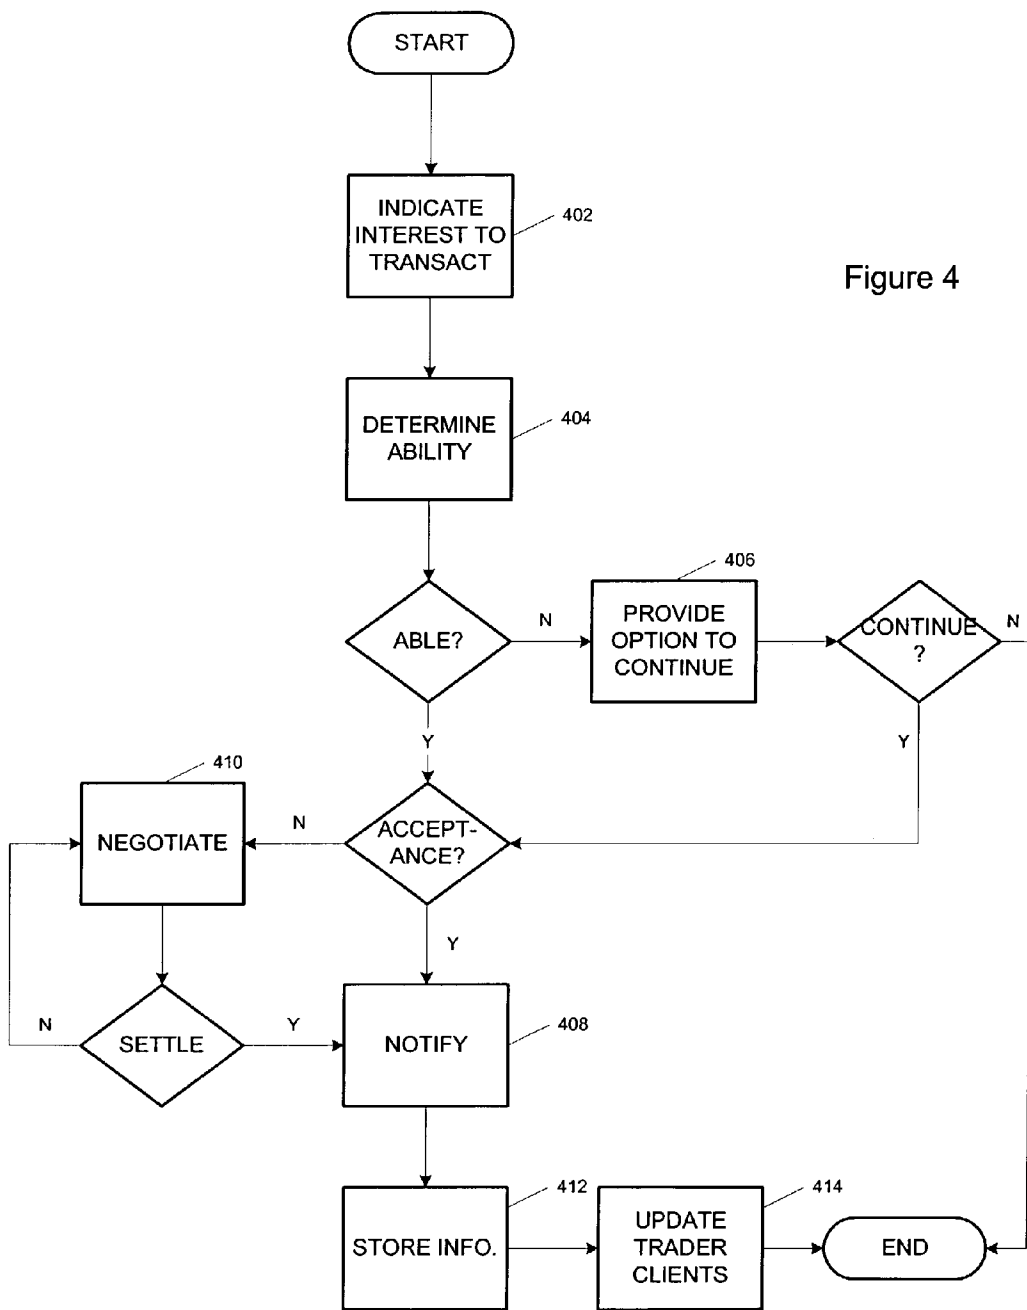 START
INDICATE
INTEREST TO
TRANSACT
402
Figure 4
DETERMINE
ABILITY
404
ABLE?
N
PROVIDE
OPTION TO
CONTINUE
406
CONTINUE
?
N
Y
Y
410
NEGOTIATE
N
ACCEPT-
ANCE?
Y
N
SETTLE
Y
NOTIFY
408
STORE INFO.
412
UPDATE
TRADER
CLIENTS
414
END